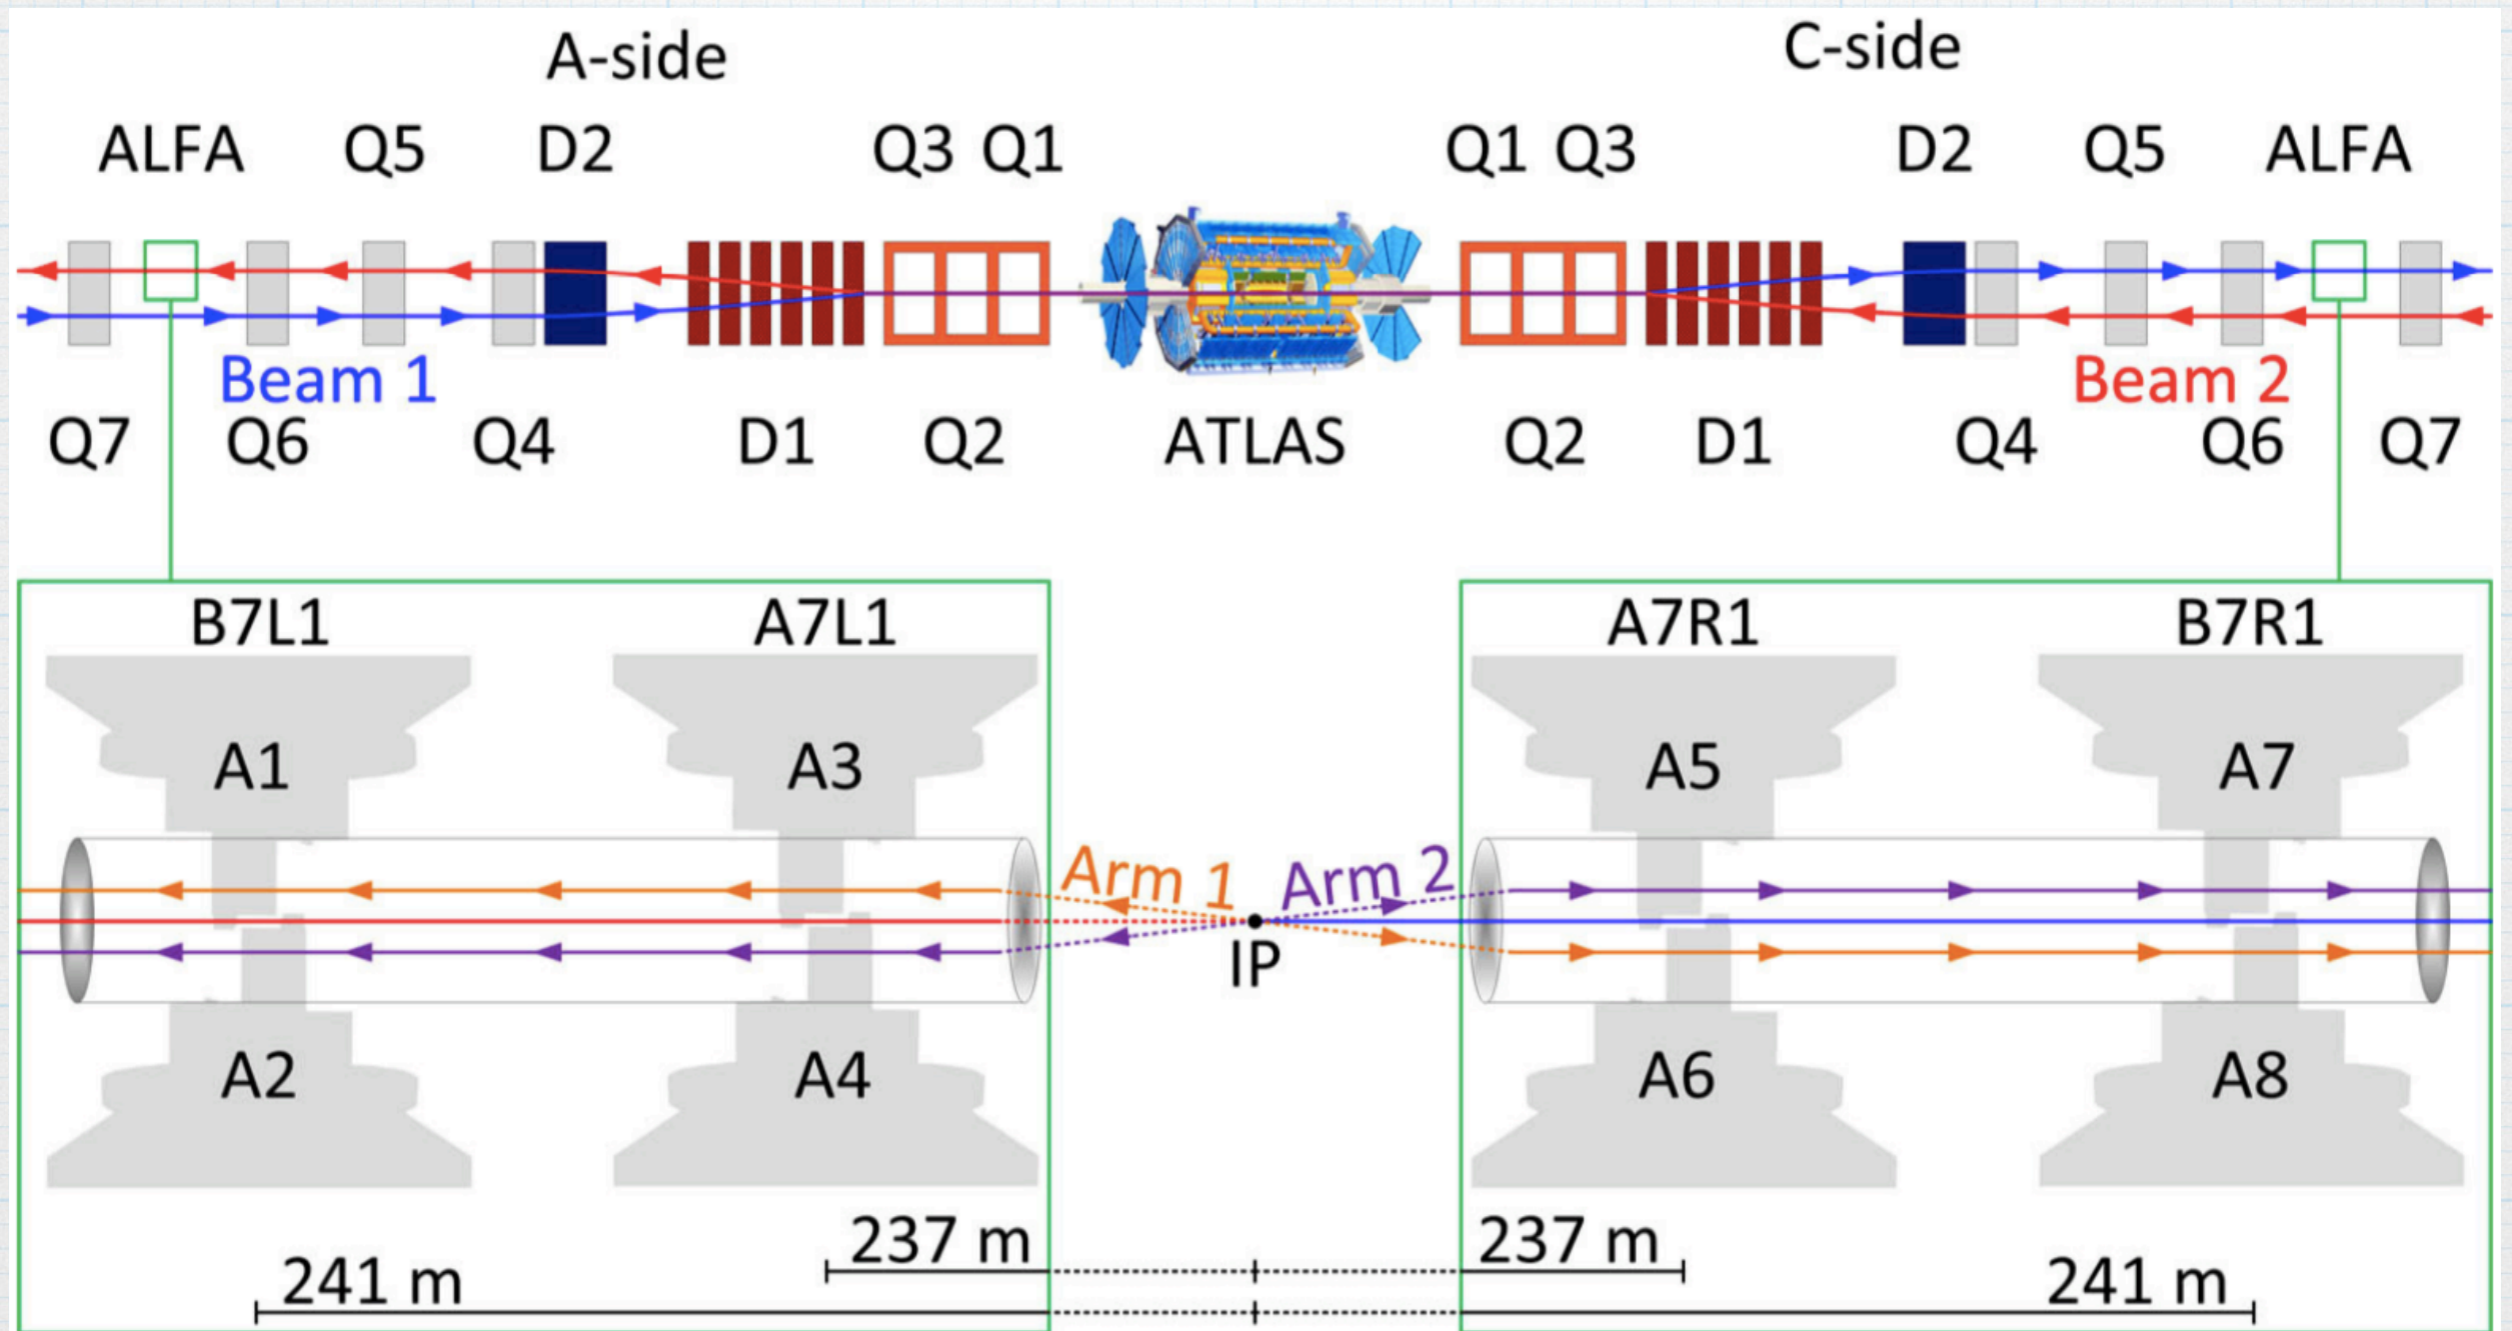 A-side
C-side
ALFA Q5 D2 Q3 Q1 Q1 Q3 D2 Q5 ALFA
Beam 1
Beam 2
Q7 Q6 Q4 D1 Q2 ATLAS Q2 D1 Q4 Q6 Q7
B7L1 A7L1 A7R1 B7R1
A1 A3 A5 A7
Arm 1 Arm 2
IP
A2 A4 A6 A8
237 m 237 m
241 m 241 m